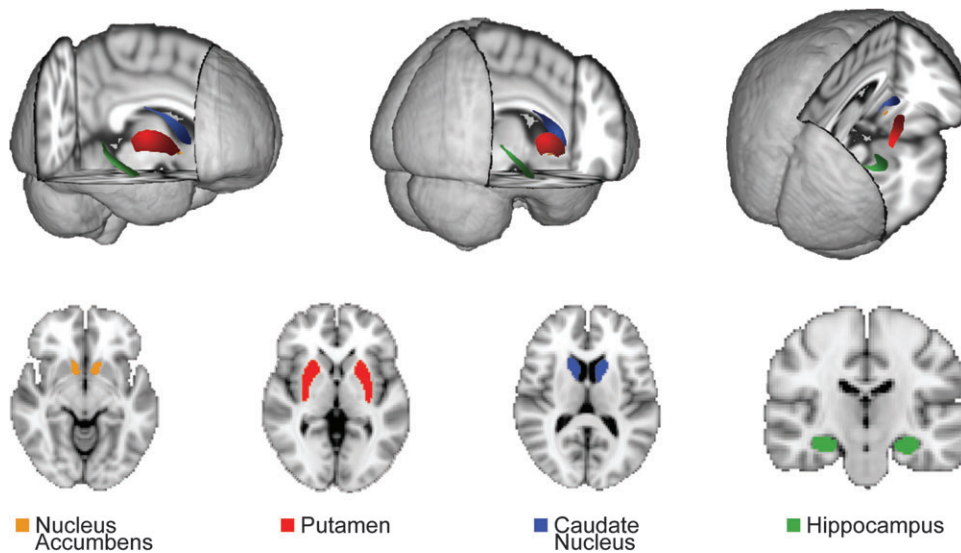 Nucleus
Accumbens
Putamen
Caudate
Nucleus
Hippocampus